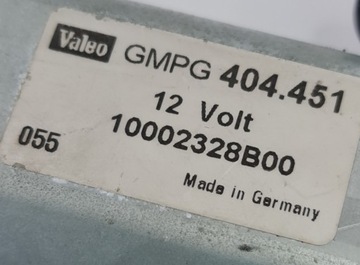 Valeo GMPG 404.451
12 Volt
10002328B00
055
Made in Germany